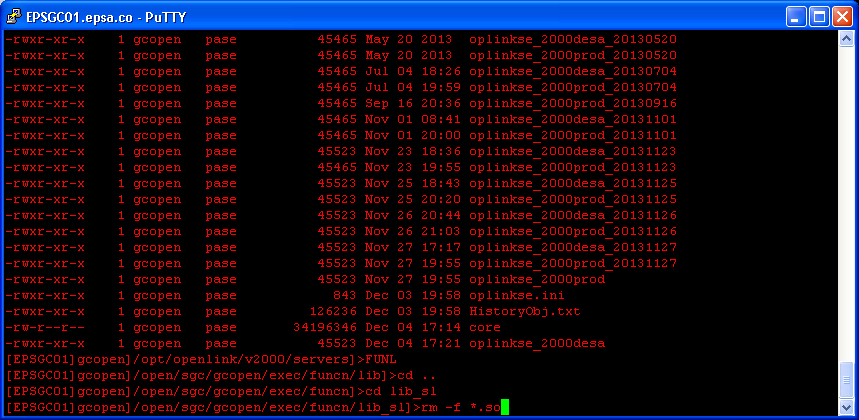 EPSGC01.epsa.co - PuTTY
-rwxr-xr-x 1 gcopen pase 45465 May 20 2013 oplinkse_2000desa_20130520
-rwxr-xr-x 1 gcopen pase 45465 May 20 2013 oplinkse_2000prod_20130520
-rwxr-xr-x 1 gcopen pase 45465 Jul 04 18:26 oplinkse_2000desa_20130704
-rwxr-xr-x 1 gcopen pase 45465 Jul 04 19:59 oplinkse_2000prod_20130704
-rwxr-xr-x 1 gcopen pase 45465 Sep 16 20:36 oplinkse_2000prod_20130916
-rwxr-xr-x 1 gcopen pase 45465 Nov 01 08:41 oplinkse_2000desa_20131101
-rwxr-xr-x 1 gcopen pase 45465 Nov 01 20:00 oplinkse_2000prod_20131101
-rwxr-xr-x 1 gcopen pase 45523 Nov 23 18:36 oplinkse_2000desa_20131123
-rwxr-xr-x 1 gcopen pase 45465 Nov 23 19:55 oplinkse_2000prod_20131123
-rwxr-xr-x 1 gcopen pase 45523 Nov 25 18:43 oplinkse_2000desa_20131125
-rwxr-xr-x 1 gcopen pase 45523 Nov 25 20:20 oplinkse_2000prod_20131125
-rwxr-xr-x 1 gcopen pase 45523 Nov 26 20:44 oplinkse_2000desa_20131126
-rwxr-xr-x 1 gcopen pase 45523 Nov 26 21:03 oplinkse_2000prod_20131126
-rwxr-xr-x 1 gcopen pase 45523 Nov 27 17:17 oplinkse_2000desa_20131127
-rwxr-xr-x 1 gcopen pase 45523 Nov 27 19:55 oplinkse_2000prod_20131127
-rwxr-xr-x 1 gcopen pase 45523 Nov 27 19:55 oplinkse_2000prod
-rwxr-xr-x 1 gcopen pase 843 Dec 03 19:58 oplinkse.ini
-rwxr-xr-x 1 gcopen pase 126236 Dec 03 19:58 HistoryObj.txt
-rw-r--r-- 1 gcopen pase 34196346 Dec 04 17:14 core
-rwxr-xr-x 1 gcopen pase 45523 Dec 04 17:21 oplinkse_2000desa
[EPSGC01]gcopen]/opt/openlink/v2000/servers]>FUNL
[EPSGC01]gcopen]/open/sgc/gcopen/exec/funcn/lib]>cd ..
[EPSGC01]gcopen]/open/sgc/gcopen/exec/funcn]>cd lib_sl
[EPSGC01]gcopen]/open/sgc/gcopen/exec/funcn/lib_sl]>rm -f *.so